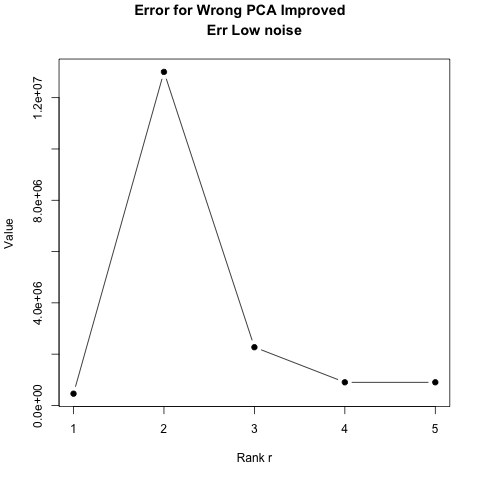 Error for Wrong PCA Improved
Err Low noise
1.2e+07
8.0e+06
4.0e+06
0.0e+00
Value
1 2 3 4 5
Rank r